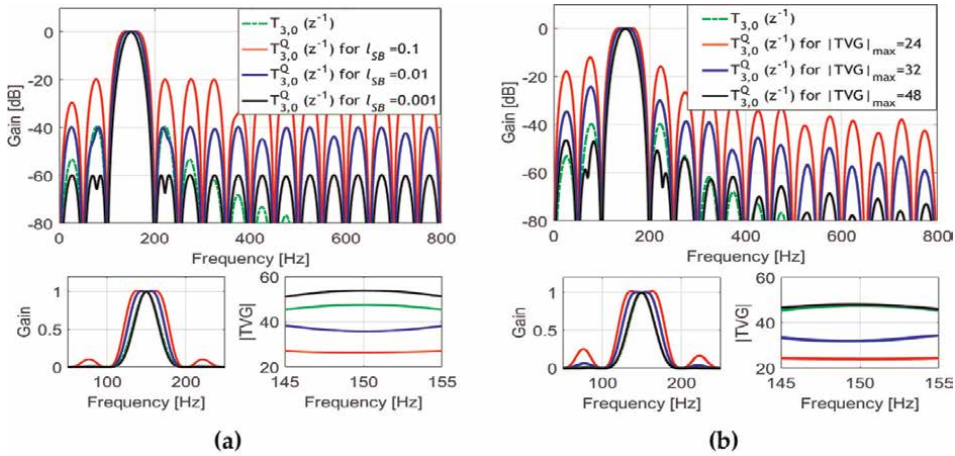 0
-20
-40
-60
-80
Gain [dB]
T3,0 (z-1)
TQ3,0 (z-1) for lSB=0.1
TQ3,0 (z-1) for lSB=0.01
TQ3,0 (z-1) for lSB=0.001
0 200 400 600 800
Frequency [Hz]
1
0.5
0
Gain
100 200
Frequency [Hz]
60
40
20
|TVG|
145 150 155
Frequency [Hz]
(a)
0
-20
-40
-60
-80
Gain [dB]
T3,0 (z-1)
TQ3,0 (z-1) for |TVG|max=24
TQ3,0 (z-1) for |TVG|max=32
TQ3,0 (z-1) for |TVG|max=48
0 200 400 600 800
Frequency [Hz]
1
0.5
0
Gain
100 200
Frequency [Hz]
60
40
20
|TVG|
145 150 155
Frequency [Hz]
(b)